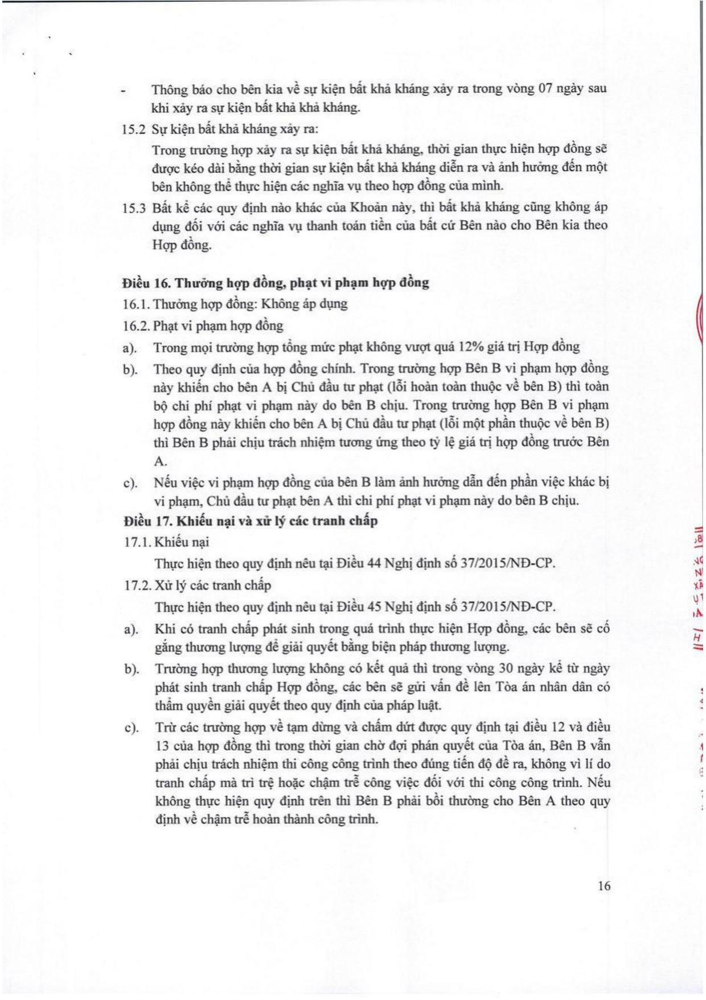 - Thông báo cho bên kia về sự kiện bất khả kháng xảy ra trong vòng 07 ngày sau
khi xảy ra sự kiện bất khả khả kháng.
15.2 Sự kiện bất khả kháng xảy ra:
Trong trường hợp xảy ra sự kiện bất khả kháng, thời gian thực hiện hợp đồng sẽ
được kéo dài bằng thời gian sự kiện bất khả kháng diễn ra và ảnh hưởng đến một
bên không thể thực hiện các nghĩa vụ theo hợp đồng của mình.
15.3 Bất kể các quy định nào khác của Khoản này, thì bất khả kháng cũng không áp
dụng đối với các nghĩa vụ thanh toán tiền của bất cứ Bên nào cho Bên kia theo
Hợp đồng.
Điều 16. Thưởng hợp đồng, phạt vi phạm hợp đồng
16.1. Thưởng hợp đồng: Không áp dụng
16.2. Phạt vi phạm hợp đồng
a). Trong mọi trường hợp tổng mức phạt không vượt quá 12% giá trị Hợp đồng
b). Theo quy định của hợp đồng chính. Trong trường hợp Bên B vi phạm hợp đồng
này khiến cho bên A bị Chủ đầu tư phạt (lỗi hoàn toàn thuộc về bên B) thì toàn
bộ chi phí phạt vi phạm này do bên B chịu. Trong trường hợp Bên B vi phạm
hợp đồng này khiến cho bên A bị Chủ đầu tư phạt (lỗi một phần thuộc về bên B)
thì Bên B phải chịu trách nhiệm tương ứng theo tỷ lệ giá trị hợp đồng trước Bên
A.
c). Nếu việc vi phạm hợp đồng của bên B làm ảnh hưởng dẫn đến phần việc khác bị
vi phạm, Chủ đầu tư phạt bên A thì chi phí phạt vi phạm này do bên B chịu.
Điều 17. Khiếu nại và xử lý các tranh chấp
17.1. Khiếu nại
Thực hiện theo quy định nêu tại Điều 44 Nghị định số 37/2015/NĐ-CP.
17.2. Xử lý các tranh chấp
Thực hiện theo quy định nêu tại Điều 45 Nghị định số 37/2015/NĐ-CP.
a). Khi có tranh chấp phát sinh trong quá trình thực hiện Hợp đồng, các bên sẽ cố
gắng thương lượng để giải quyết bằng biện pháp thương lượng.
b). Trường hợp thương lượng không có kết quả thì trong vòng 30 ngày kể từ ngày
phát sinh tranh chấp Hợp đồng, các bên sẽ gửi vấn đề lên Tòa án nhân dân có
thẩm quyền giải quyết theo quy định của pháp luật.
c). Trừ các trường hợp về tạm dừng và chấm dứt được quy định tại điều 12 và điều
13 của hợp đồng thì trong thời gian chờ đợi phán quyết của Tòa án, Bên B vẫn
phải chịu trách nhiệm thi công công trình theo đúng tiến độ đề ra, không vì lí do
tranh chấp mà trì trệ hoặc chậm trễ công việc đối với thi công công trình. Nếu
không thực hiện quy định trên thì Bên B phải bồi thường cho Bên A theo quy
định về chậm trễ hoàn thành công trình.
16